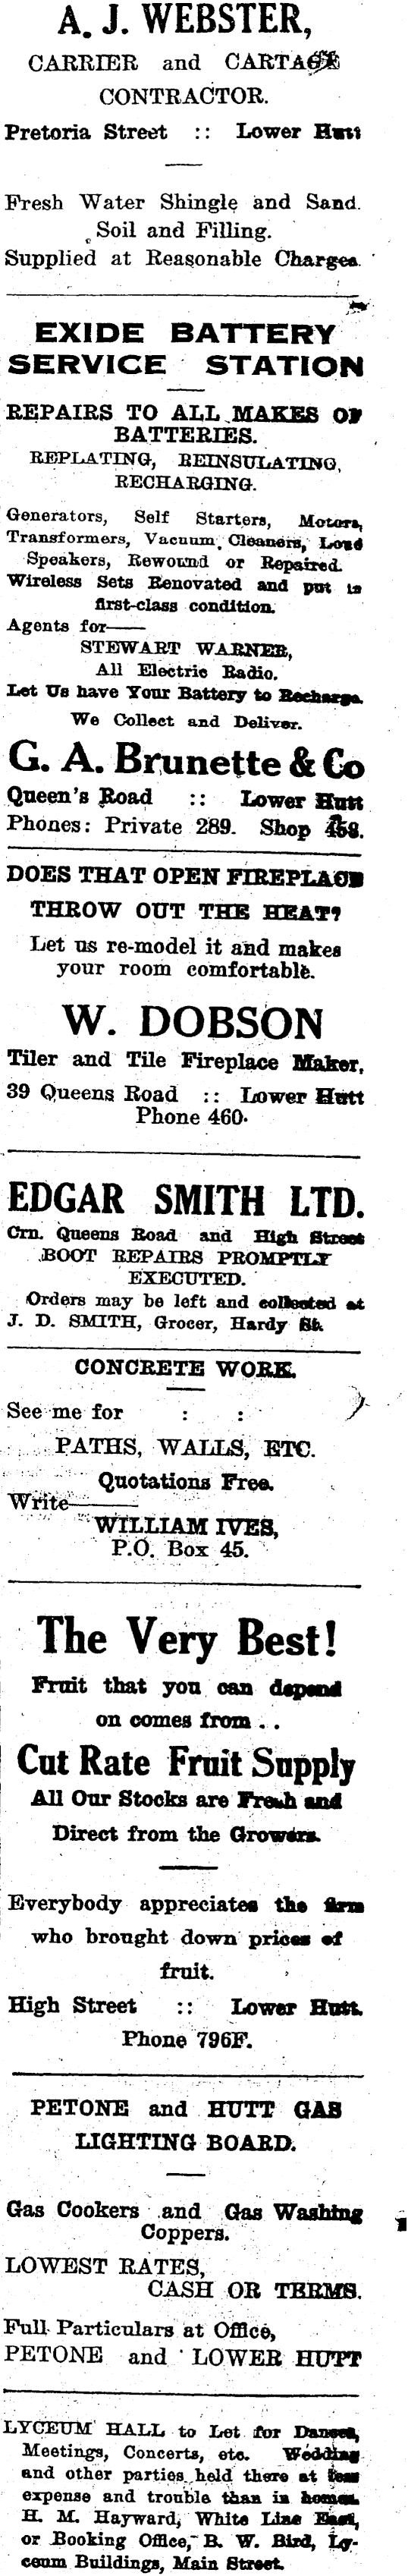 A. J. WEBSTER,
CARRIER and CARTAGE
CONTRACTOR.
Pretoria Street :: Lower Hutt
Fresh Water Shingle and Sand.
Soil and Filling.
Supplied at Reasonable Charges.
EXIDE BATTERY
SERVICE STATION
REPAIRS TO ALL MAKES OF
BATTERIES.
REPLATING, REINSULATING,
RECHARGING.
Generators, Self Starters, Motors,
Transformers, Vacuum Cleaners, Loud
Speakers, Rewound or Repaired.
Wireless Sets Renovated and put in
first-class condition.
Agents for——
STEWART WARNER,
All Electric Radio.
Let Us have Your Battery to Recharge.
We Collect and Deliver.
G. A. Brunette & Co
Queen's Road :: Lower Hutt
Phones: Private 289. Shop 458.
DOES THAT OPEN FIREPLACE
THROW OUT THE HEAT?
Let us re-model it and makes
your room comfortable.
W. DOBSON
Tiler and Tile Fireplace Maker,
39 Queens Road :: Lower Hutt
Phone 460.
EDGAR SMITH LTD.
Crn. Queens Road and High Street
BOOT REPAIRS PROMPTLY
EXECUTED.
Orders may be left and collected at
J. D. SMITH, Grocer, Hardy St.
CONCRETE WORK.
See me for : :
PATHS, WALLS, ETC.
Quotations Free.
Write——
WILLIAM IVES,
P.O. Box 45.
The Very Best!
Fruit that you can depend
on comes from . .
Cut Rate Fruit Supply
All Our Stocks are Fresh and
Direct from the Growers.
Everybody appreciates the firm
who brought down prices of
fruit.
High Street :: Lower Hutt.
Phone 796F.
PETONE and HUTT GAS
LIGHTING BOARD.
Gas Cookers and Gas Washing
Coppers.
LOWEST RATES,
CASH OR TERMS.
Full Particulars at Office,
PETONE and LOWER HUTT
LYCEUM HALL to Let for Dances,
Meetings, Concerts, etc. Wedding
and other parties held there at less
expense and trouble than in homes.
H. M. Hayward, White Line East,
or Booking Office, B. W. Bird, Ly-
ceum Buildings, Main Street.